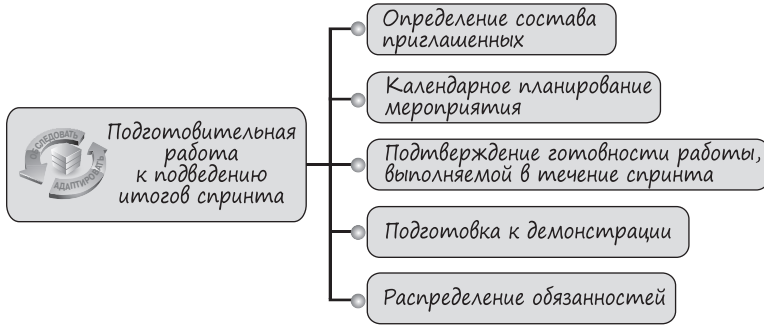 Определение состава
приглашенных
Календарное планирование
мероприятия
ОБСЛЕДОВАТЬ
АДАПТИРОВАТЬ
Подготовительная
работа
к подведению
итогов спринта
Подтверждение готовности работы,
выполняемой в течение спринта
Подготовка к демонстрации
Распределение обязанностей